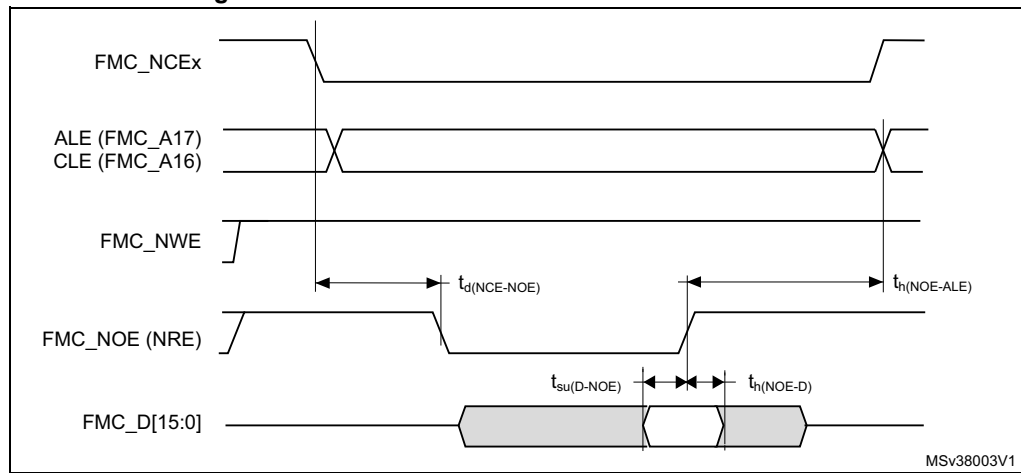 FMC_NCEx
ALE (FMC_A17)
CLE (FMC_A16)
FMC_NWE
td(NCE-NOE)
th(NOE-ALE)
FMC_NOE (NRE)
tsu(D-NOE)
th(NOE-D)
FMC_D[15:0]
MSv38003V1